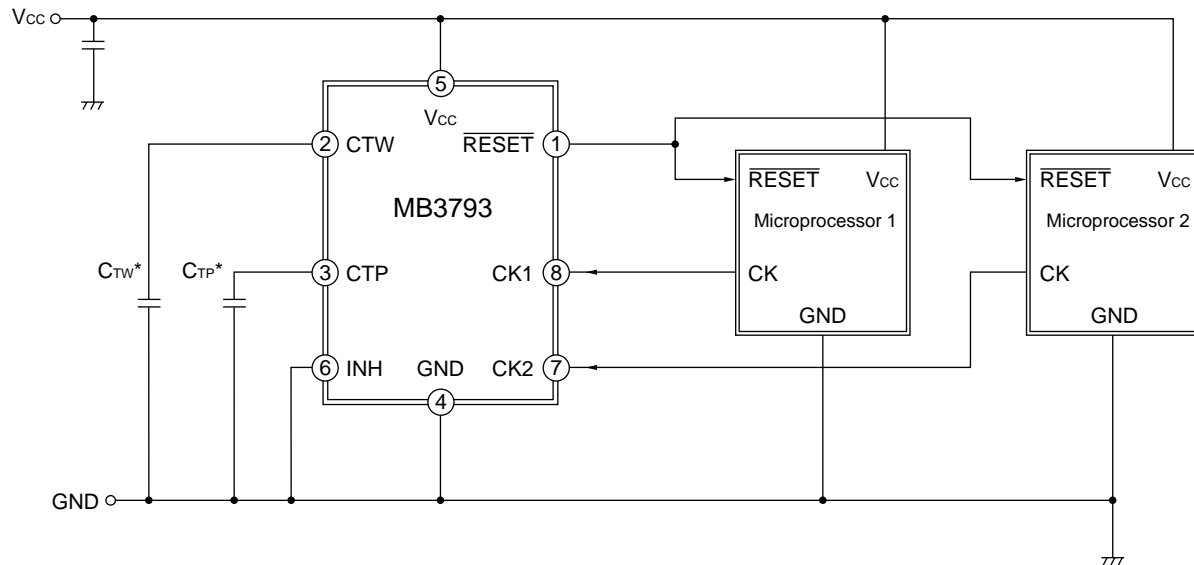 VCC
5
VCC
2 CTW
RESET 1
RESET VCC
RESET VCC
MB3793
Microprocessor 1
Microprocessor 2
CTW*
CTP*
3 CTP
CK1 8
CK
CK
GND
GND
6 INH
GND
CK2 7
4
GND